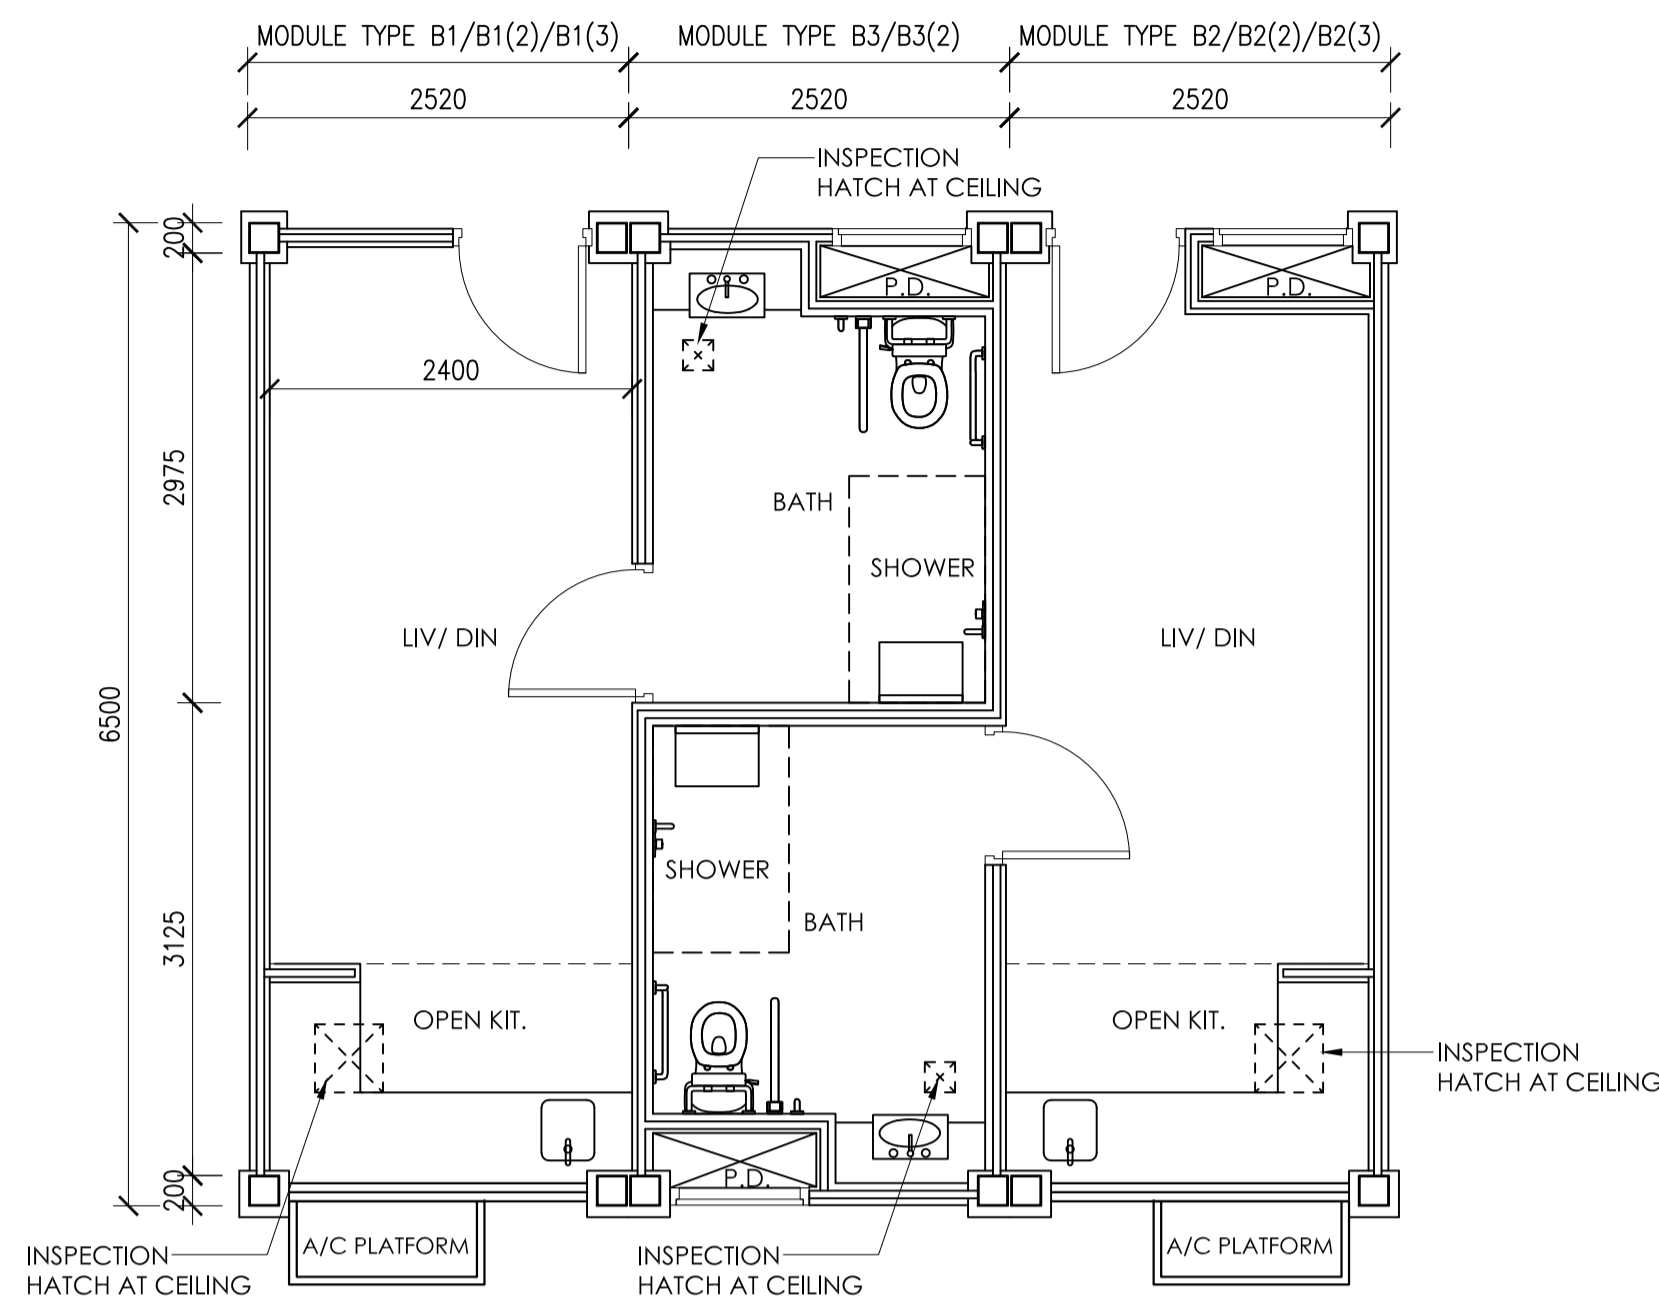 MODULE TYPE B1/B1(2)/B1(3)
MODULE TYPE B3/B3(2)
MODULE TYPE B2/B2(2)/B2(3)
2520
2520
2520
INSPECTION
HATCH AT CEILING
200
P.D.
P.D.
2400
2975
BATH
SHOWER
LIV/ DIN
LIV/ DIN
6500
SHOWER
BATH
3125
OPEN KIT.
OPEN KIT.
INSPECTION
HATCH AT CEILING
P.D.
200
A/C PLATFORM
A/C PLATFORM
INSPECTION
HATCH AT CEILING
INSPECTION
HATCH AT CEILING